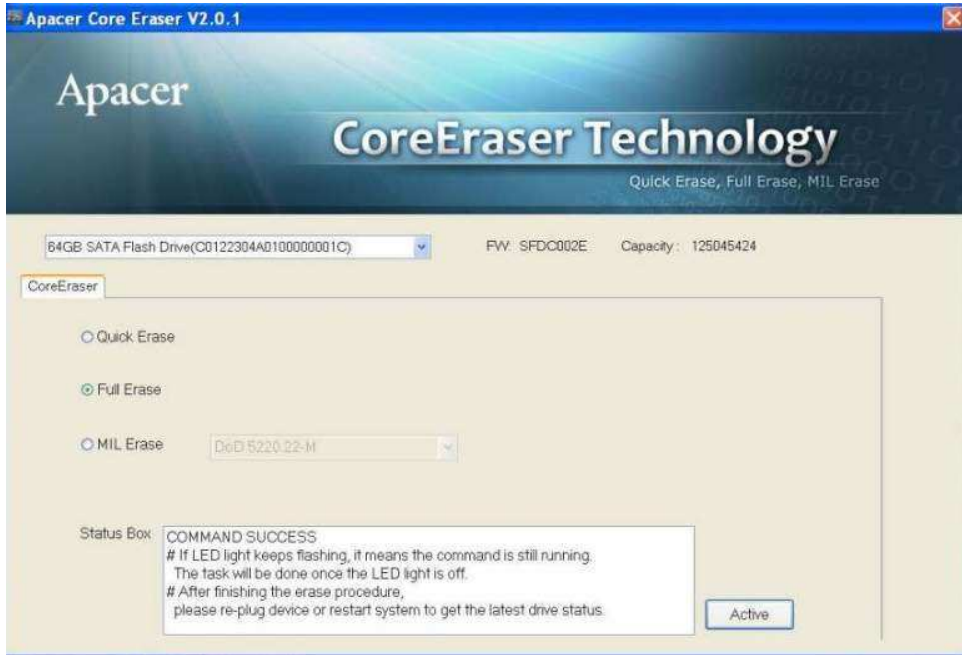 Apacer Core Eraser V2.0.1
Apacer
CoreEraser Technology
Quick Erase, Full Erase, MIL Erase
64GB SATA Flash Drive(C0122304A0100000001C) FW: SFDC002E Capacity: 125045424
CoreEraser
Quick Erase
Full Erase
MIL Erase DoD 5220.22-M
Status Box
COMMAND SUCCESS
# If LED light keeps flashing, it means the command is still running.
The task will be done once the LED light is off.
# After finishing the erase procedure,
please re-plug device or restart system to get the latest drive status.
Active